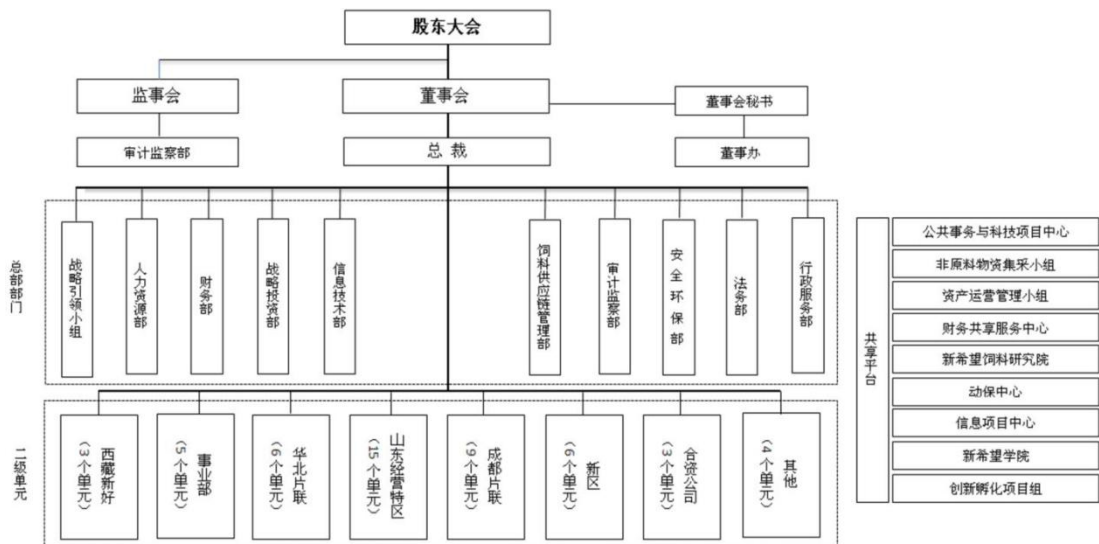 股东大会
监事会
董事会
董事会秘书
审计监察部
总 裁
董事办
总部部门
战略引领小组
人力资源部
财务部
战略投资部
信息技术部
饲料供应链管理部
审计监察部
安全环保部
法务部
行政服务部
二级单元
西藏新好
(3个单元)
事业部
(5个单元)
华北片联
(6个单元)
山东经营特区
(15个单元)
成都片联
(9个单元)
新区
(6个单元)
合资公司
(3个单元)
其他
(4个单元)
共享平台
公共事务与科技项目中心
非原料物资集采小组
资产运营管理小组
财务共享服务中心
新希望饲料研究院
动保中心
信息项目中心
新希望学院
创新孵化项目组